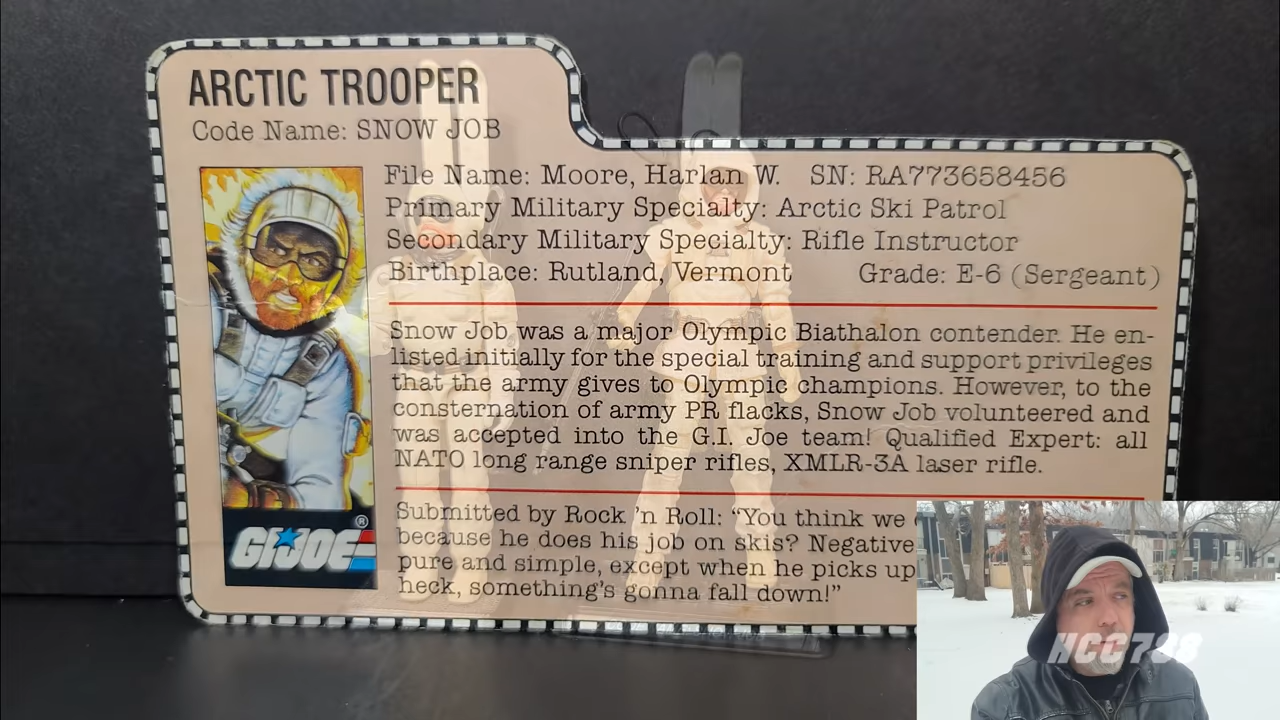 ARCTIC TROOPER
Code Name: SNOW JOB
File Name: Moore, Harlan W. SN: RA773658456
Primary Military Specialty: Arctic Ski Patrol
Secondary Military Specialty: Rifle Instructor
Birthplace: Rutland, Vermont Grade: E-6 (Sergeant)
Snow Job was a major Olympic Biathalon contender. He en-
listed initially for the special training and support privileges
that the army gives to Olympic champions. However, to the
consternation of army PR flacks, Snow Job volunteered and
was accepted into the G.I. Joe team! Qualified Expert: all
NATO long range sniper rifles, XMLR-3A laser rifle.
Submitted by Rock 'n Roll: "You think we
because he does his job on skis? Negative
pure and simple, except when he picks up
heck, something's gonna fall down!"
GI JOE ®
HCC788